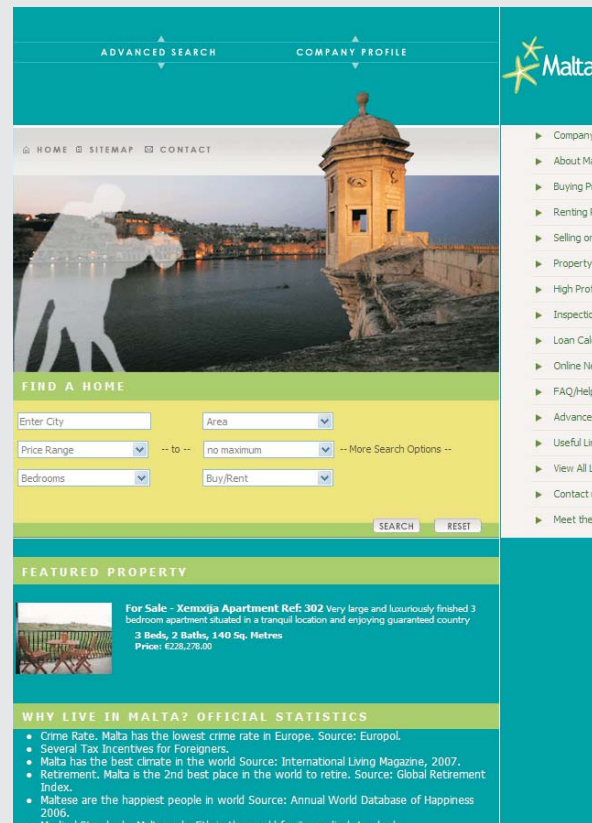 ADVANCED SEARCH
COMPANY PROFILE
Malta
HOME SITEMAP CONTACT
FIND A HOME
Enter City
Area
Price Range -- to -- no maximum -- More Search Options --
Bedrooms
Buy/Rent
SEARCH RESET
FEATURED PROPERTY
For Sale - Xemxija Apartment Ref: 302 Very large and luxuriously finished 3
bedroom apartment situated in a tranquil location and enjoying guaranteed country
3 Beds, 2 Baths, 140 Sq. Metres
Price: €228,278.00
WHY LIVE IN MALTA? OFFICIAL STATISTICS
Crime Rate. Malta has the lowest crime rate in Europe. Source: Europol.
Several Tax Incentives for Foreigners.
Malta has the best climate in the world Source: International Living Magazine, 2007.
Retirement. Malta is the 2nd best place in the world to retire. Source: Global Retirement
Index.
Maltese are the happiest people in world Source: Annual World Database of Happiness
2006.
Company
About Ma
Buying P
Renting
Selling or
Property
High Prof
Inspectio
Loan Cal
Online Ne
FAQ/Help
Advance
Useful Lin
View All L
Contact
Meet the